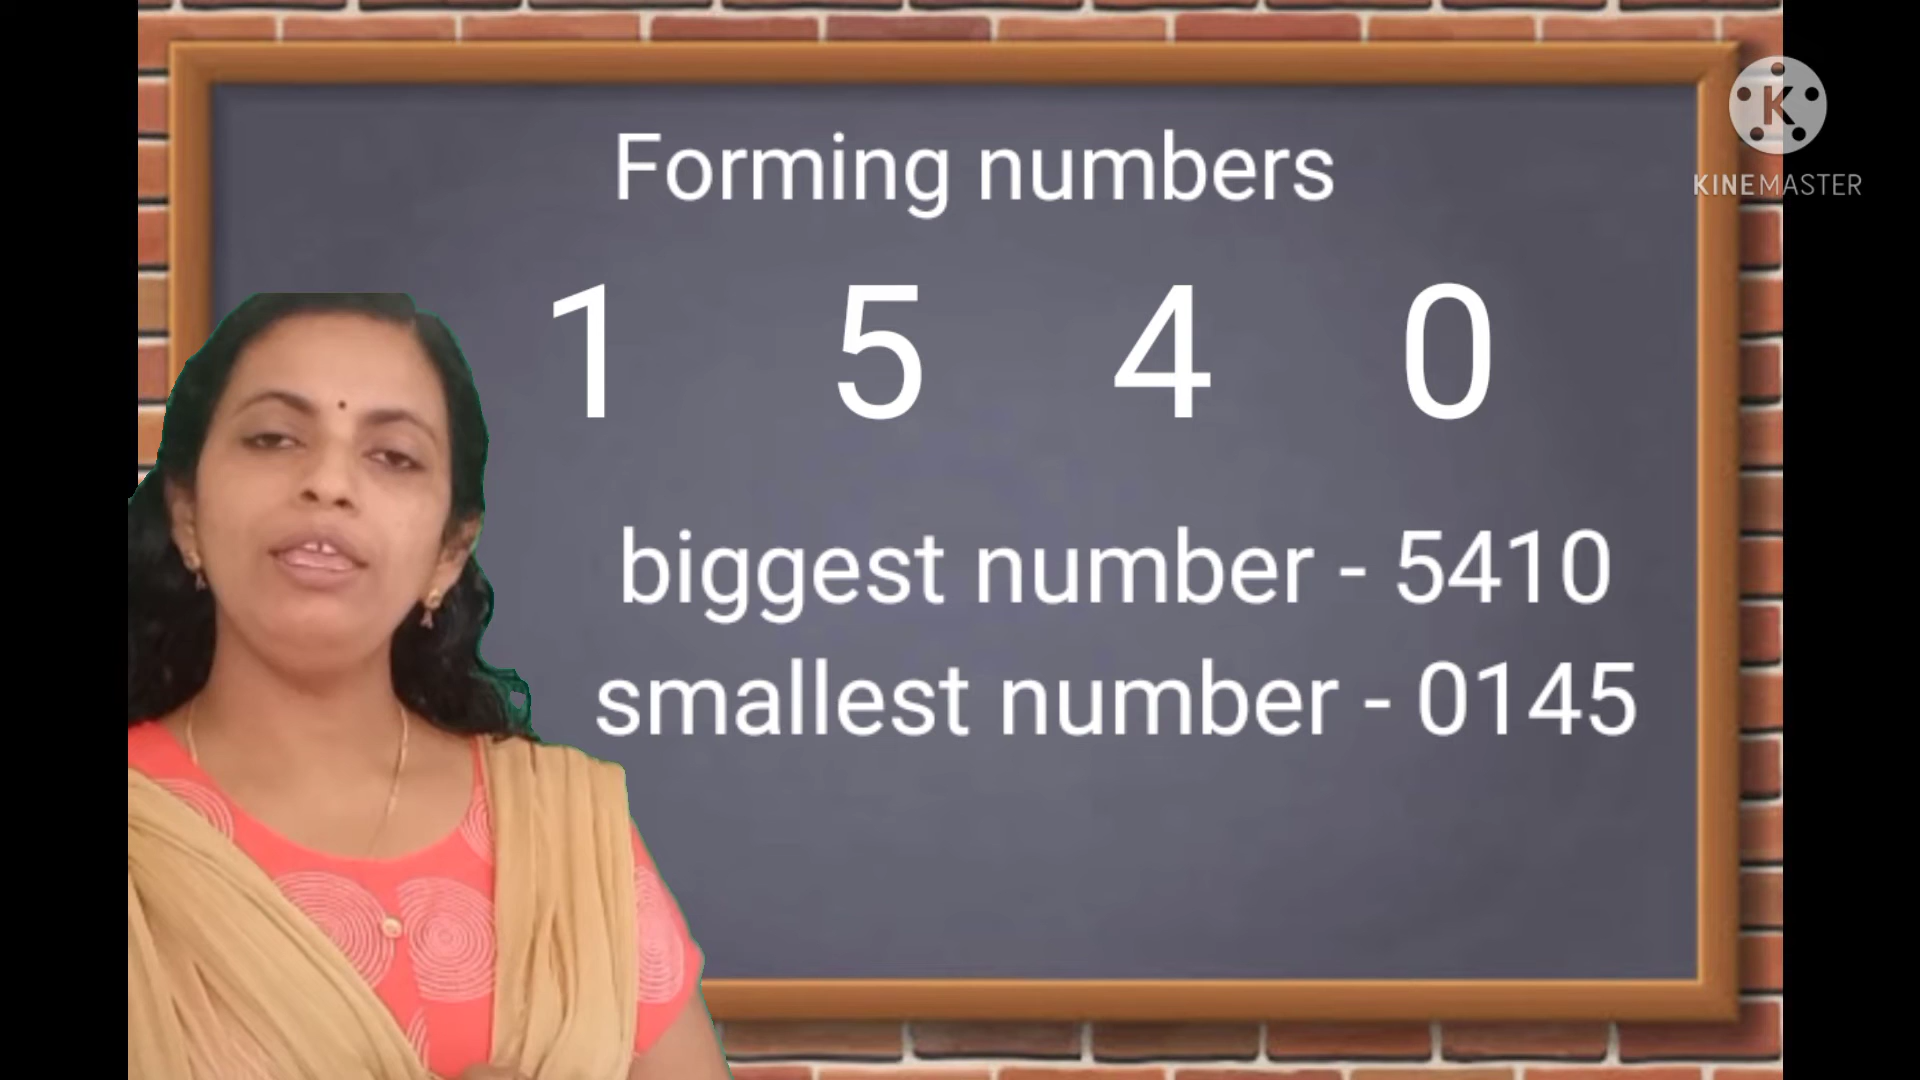 Forming numbers
1 5 4 0
biggest number - 5410
smallest number - 0145
K
KINEMASTER